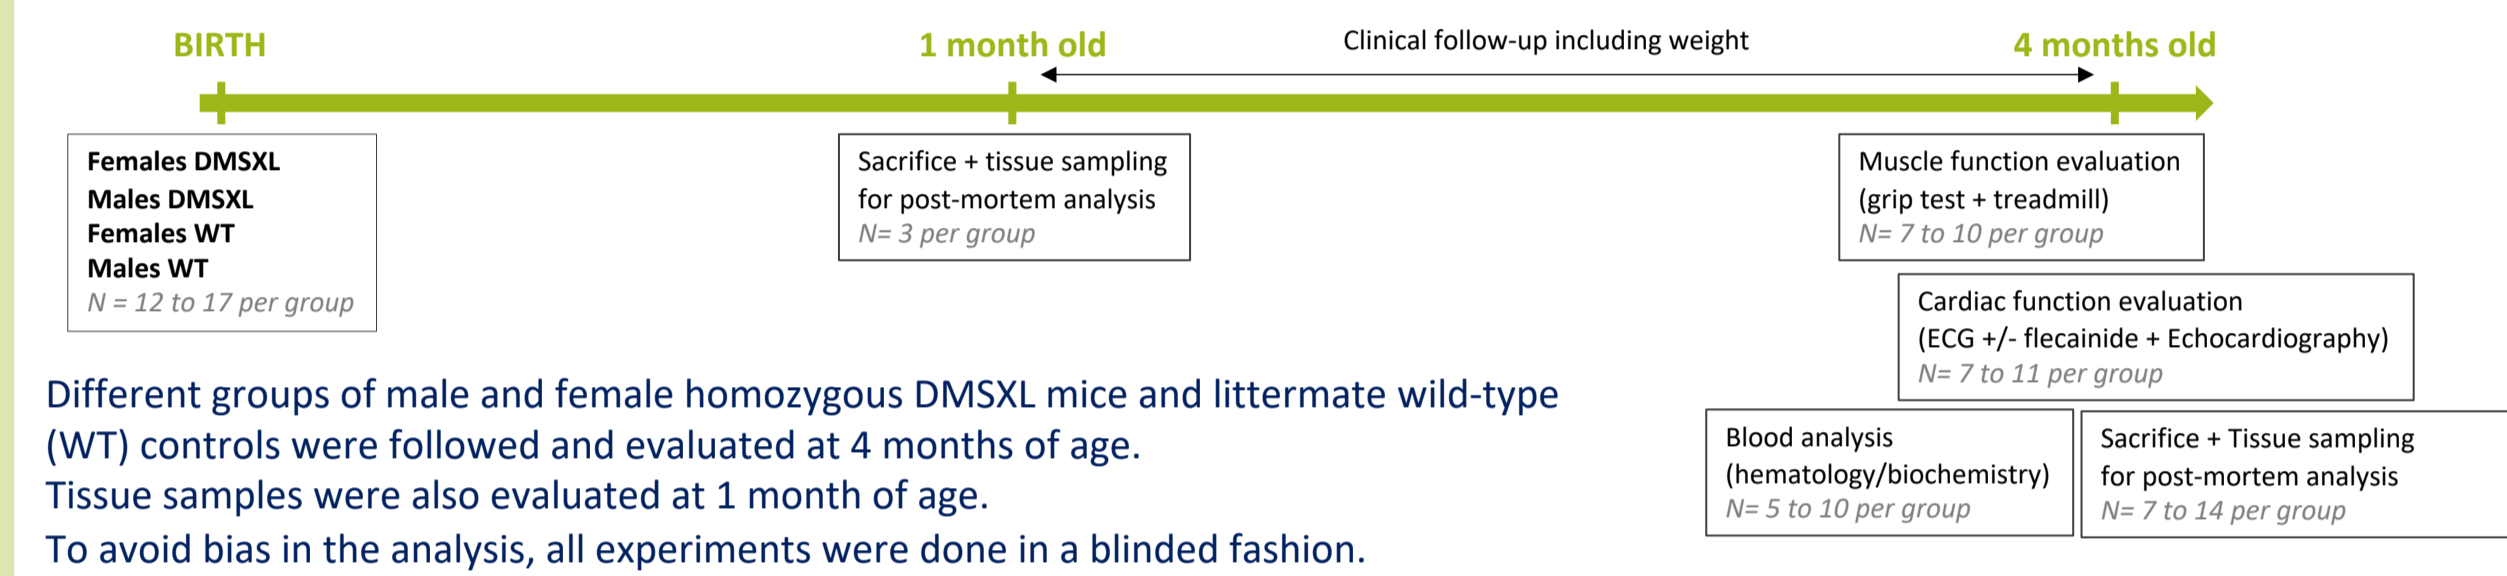 BIRTH
1 month old
Clinical follow-up including weight
4 months old
Females DMSXL
Males DMSXL
Females WT
Males WT
N = 12 to 17 per group
Sacrifice + tissue sampling
for post-mortem analysis
N= 3 per group
Muscle function evaluation
(grip test + treadmill)
N= 7 to 10 per group
Cardiac function evaluation
(ECG +/- flecainide + Echocardiography)
N= 7 to 11 per group
Blood analysis
(hematology/biochemistry)
N= 5 to 10 per group
Sacrifice + Tissue sampling
for post-mortem analysis
N= 7 to 14 per group
Different groups of male and female homozygous DMSXL mice and littermate wild-type
(WT) controls were followed and evaluated at 4 months of age.
Tissue samples were also evaluated at 1 month of age.
To avoid bias in the analysis, all experiments were done in a blinded fashion.